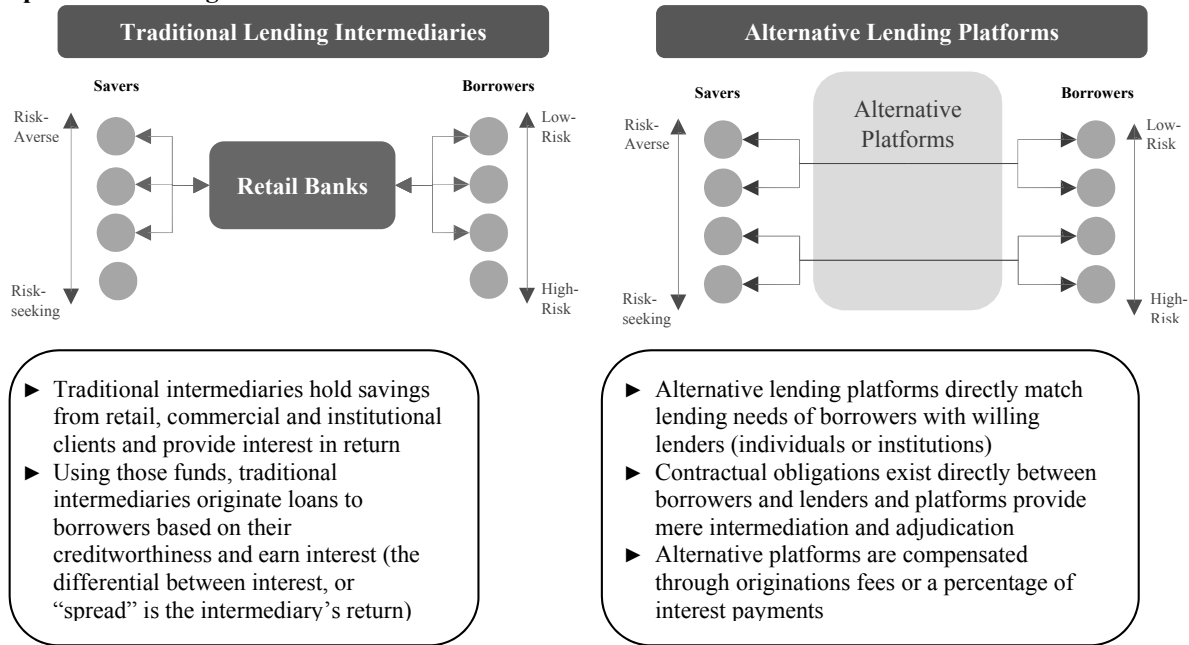 Traditional Lending Intermediaries
Savers
Borrowers
Risk-
Averse
Low-
Risk
Retail Banks
Risk-
seeking
High-
Risk
► Traditional intermediaries hold savings
from retail, commercial and institutional
clients and provide interest in return
► Using those funds, traditional
intermediaries originate loans to
borrowers based on their
creditworthiness and earn interest (the
differential between interest, or
“spread” is the intermediary’s return)
Alternative Lending Platforms
Savers
Borrowers
Alternative
Platforms
Risk-
Averse
Low-
Risk
Risk-
seeking
High-
Risk
► Alternative lending platforms directly match
lending needs of borrowers with willing
lenders (individuals or institutions)
► Contractual obligations exist directly between
borrowers and lenders and platforms provide
mere intermediation and adjudication
► Alternative platforms are compensated
through originations fees or a percentage of
interest payments